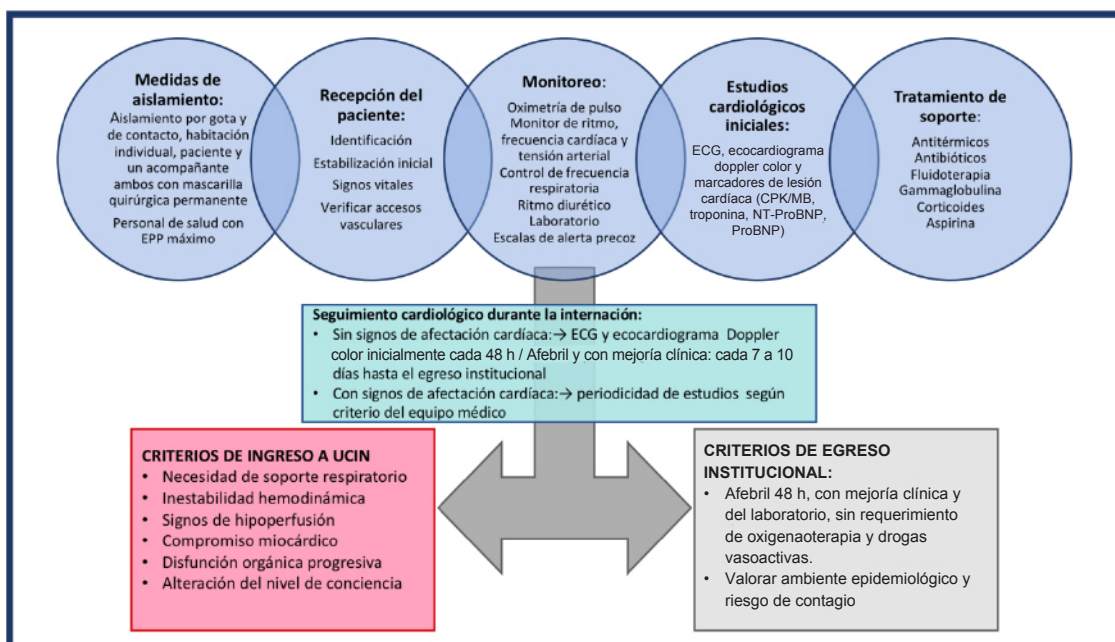 Medidas de
aislamiento:
Aislamiento por gota y
de contacto, habitación
individual, paciente y
un acompañante
ambos con mascarilla
quirúrgica permanente
Personal de salud con
EPP máximo
Recepción del
paciente:
Identificación
Estabilización inicial
Signos vitales
Verificar accesos
vasculares
Monitoreo:
Oximetría de pulso
Monitor de ritmo,
frecuencia cardíaca y
tensión arterial
Control de frecuencia
respiratoria
Ritmo diurético
Laboratorio
Escalas de alerta precoz
Estudios
cardiológicos
iniciales:
ECG, ecocardiograma
doppler color y
marcadores de lesión
cardíaca (CPK/MB,
troponina, NT-ProBNP,
ProBNP)
Tratamiento de
soporte:
Antitérmicos
Antibióticos
Fluidoterapia
Gammaglobulina
Corticoides
Aspirina
Seguimiento cardiológico durante la internación:
• Sin signos de afectación cardíaca:→ ECG y ecocardiograma Doppler
color inicialmente cada 48 h / Afebril y con mejoría clínica: cada 7 a 10
días hasta el egreso institucional
• Con signos de afectación cardíaca:→ periodicidad de estudios según
criterio del equipo médico
CRITERIOS DE INGRESO A UCIN
• Necesidad de soporte respiratorio
• Inestabilidad hemodinámica
• Signos de hipoperfusión
• Compromiso miocárdico
• Disfunción orgánica progresiva
• Alteración del nivel de conciencia
CRITERIOS DE EGRESO
INSTITUCIONAL:
• Afebril 48 h, con mejoría clínica y
del laboratorio, sin requerimiento
de oxigenaoterapia y drogas
vasoactivas.
• Valorar ambiente epidemiológico y
riesgo de contagio